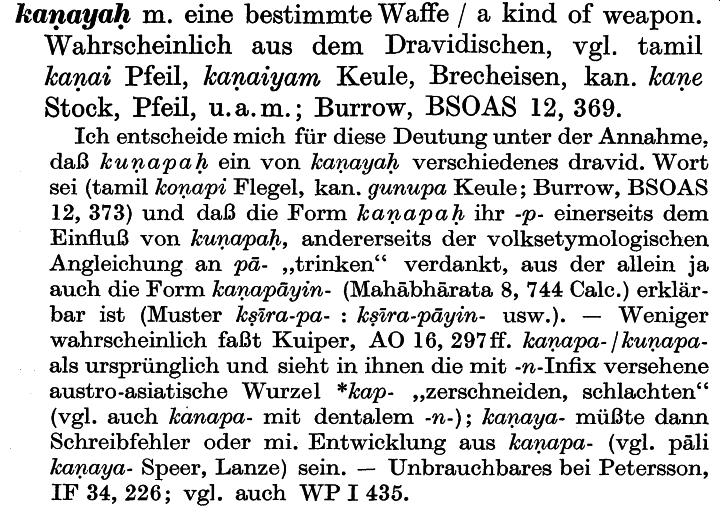 kaṇayaḥ m. eine bestimmte Waffe / a kind of weapon.
Wahrscheinlich aus dem Dravidischen, vgl. tamil
kaṇai Pfeil, kaṇaiyam Keule, Brecheisen, kan. kaṇe
Stock, Pfeil, u. a. m.; Burrow, BSOAS 12, 369.
Ich entscheide mich für diese Deutung unter der Annahme,
daß kuṇapaḥ ein von kaṇayaḥ verschiedenes dravid. Wort
sei (tamil koṇapi Flegel, kan. gunupa Keule; Burrow, BSOAS
12, 373) und daß die Form kaṇapaḥ ihr -p- einerseits dem
Einfluß von kuṇapaḥ, andererseits der volksetymologischen
Angleichung an pā- „trinken“ verdankt, aus der allein ja
auch die Form kaṇapāyin- (Mahābhārata 8, 744 Calc.) erklär-
bar ist (Muster kṣīra-pa- : kṣīra-pāyin- usw.). — Weniger
wahrscheinlich faßt Kuiper, AO 16, 297 ff. kaṇapa-/kuṇapa-
als ursprünglich und sieht in ihnen die mit -n-Infix versehene
austro-asiatische Wurzel *kap- „zerschneiden, schlachten“
(vgl. auch kanapa- mit dentalem -n-); kaṇaya- müßte dann
Schreibfehler oder mi. Entwicklung aus kaṇapa- (vgl. pāli
kaṇaya- Speer, Lanze) sein. — Unbrauchbares bei Petersson,
IF 34, 226; vgl. auch WP I 435.